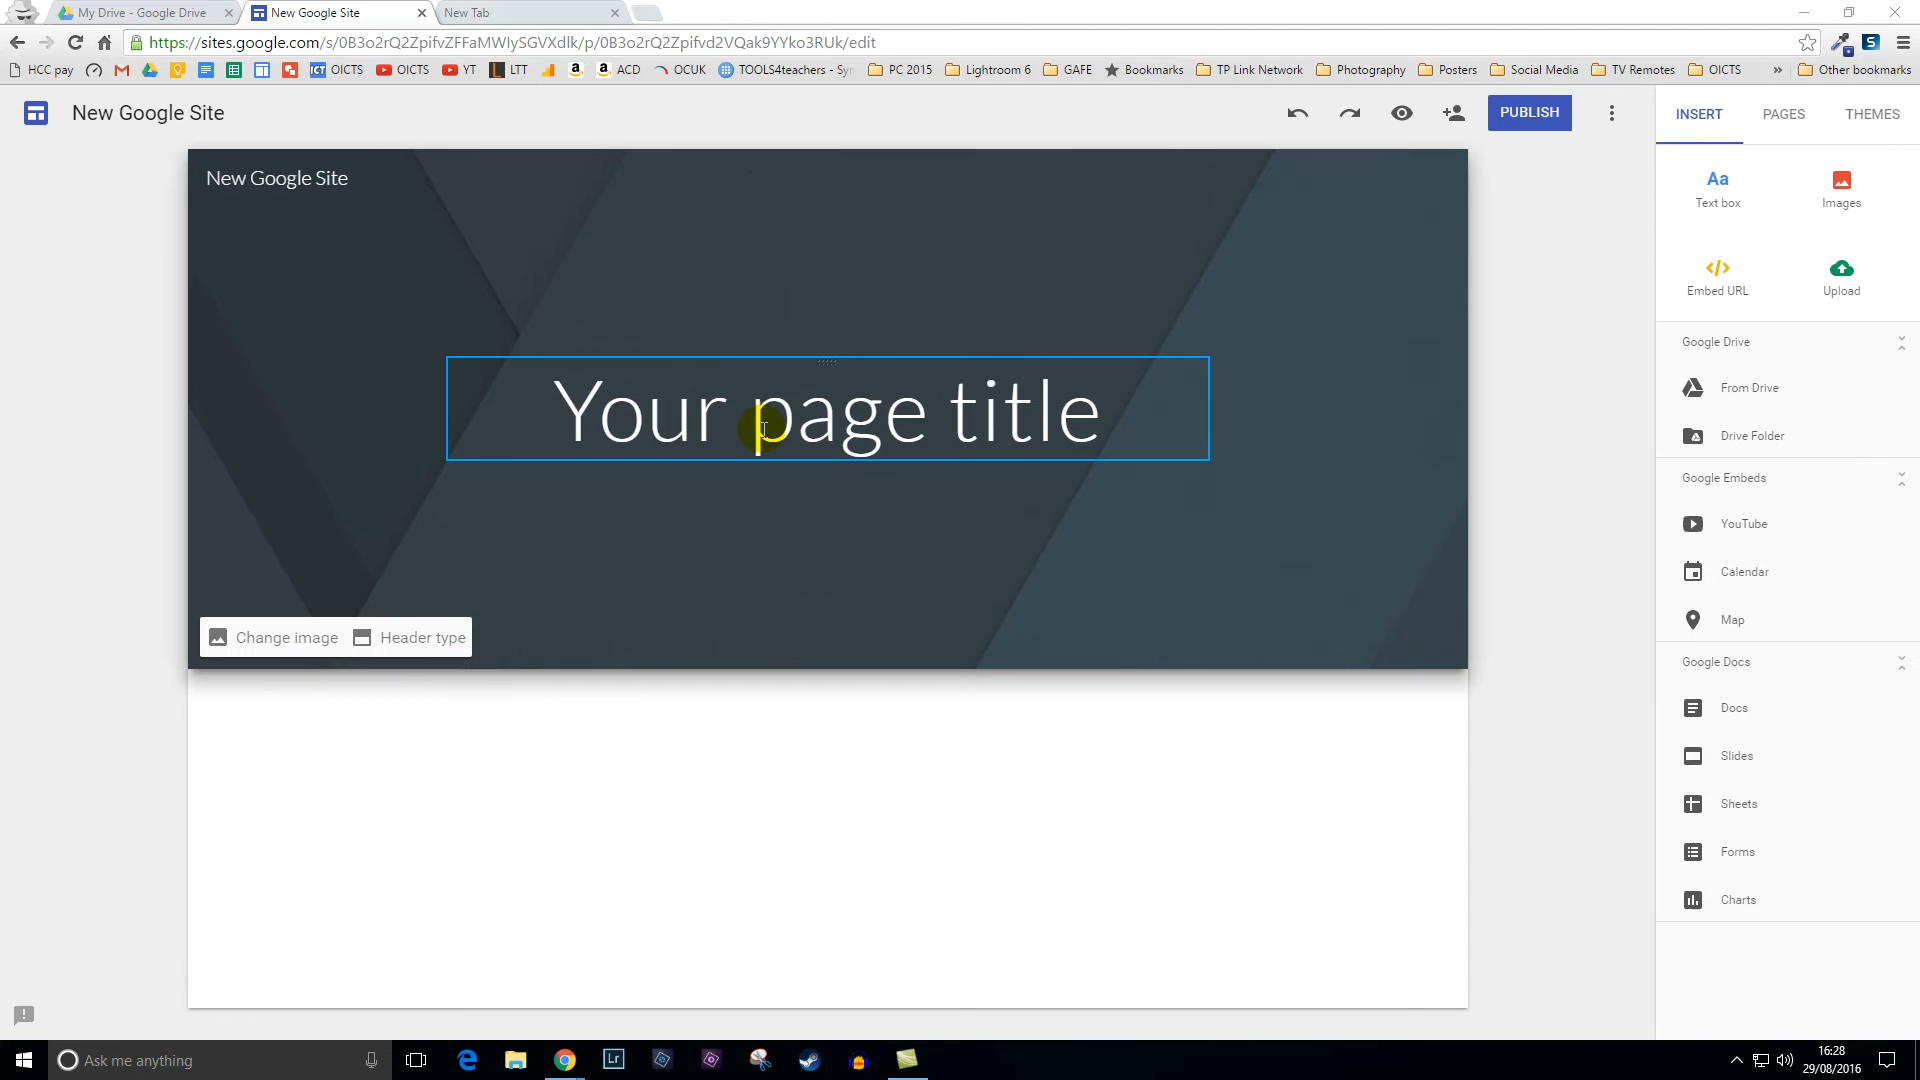 My Drive - Google Drive
New Google Site
New Tab
https://sites.google.com/s/0B3o2rQ2ZpifvZFFaMWIySGVXdlk/p/0B3o2rQ2Zpifvd2VQak9YYko3RUk/edit
HCC pay
ICT OICTS
OICTS
YT
LTT
ACD
OCUK
TOOLS4teachers - Syn
PC 2015
Lightroom 6
GAFE
Bookmarks
TP Link Network
Photography
Posters
Social Media
TV Remotes
OICTS
Other bookmarks
New Google Site
PUBLISH
INSERT
PAGES
THEMES
New Google Site
Your page title
Change image
Header type
Aa
Text box
Images
Embed URL
Upload
Google Drive
From Drive
Drive Folder
Google Embeds
YouTube
Calendar
Map
Google Docs
Docs
Slides
Sheets
Forms
Charts
Ask me anything
Lr
16:28
29/08/2016